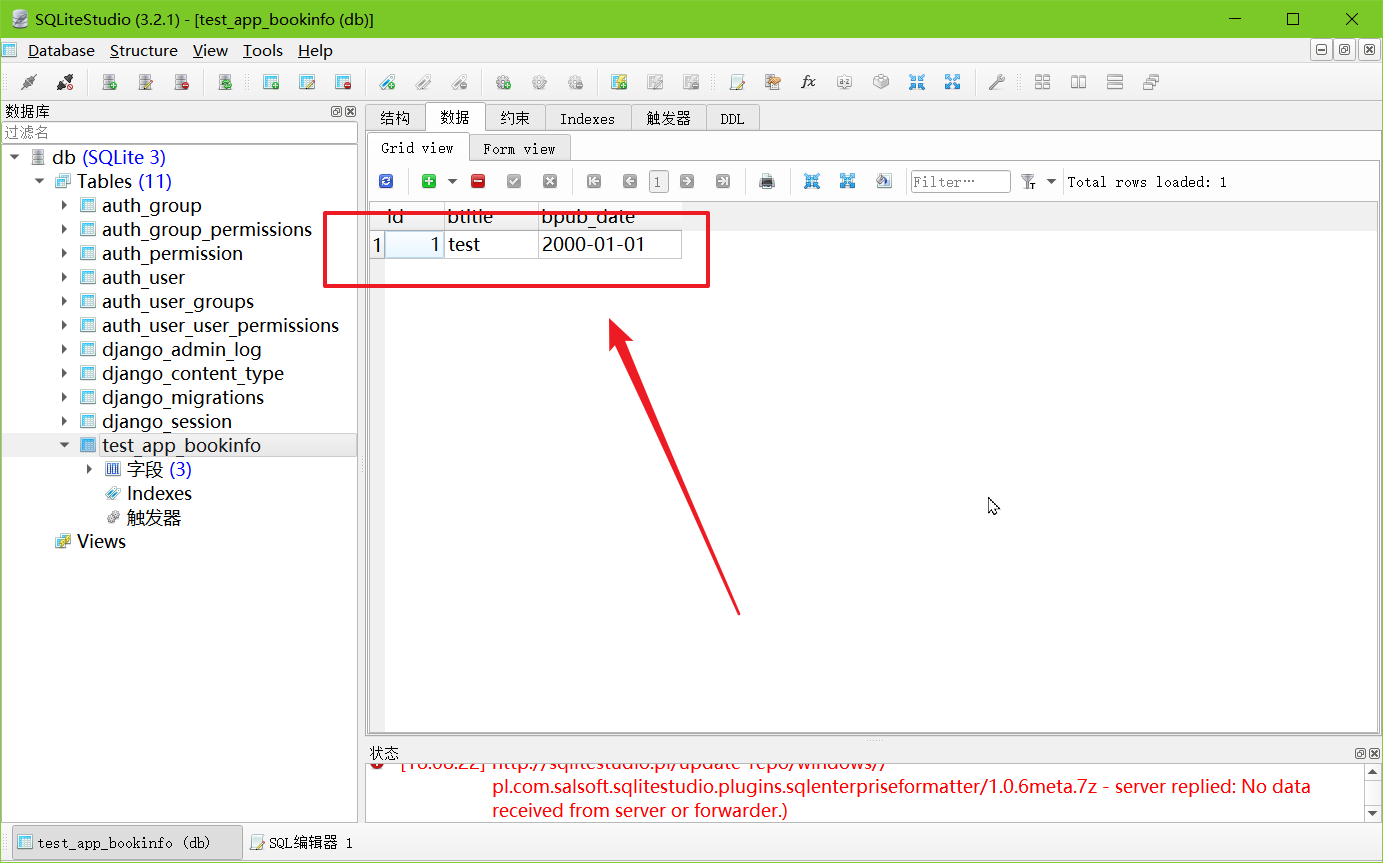 SQLiteStudio (3.2.1) - [test_app_bookinfo (db)]
Database Structure View Tools Help
数据库
过滤名
db (SQLite 3)
Tables (11)
auth_group
auth_group_permissions
auth_permission
auth_user
auth_user_groups
auth_user_user_permissions
django_admin_log
django_content_type
django_migrations
django_session
test_app_bookinfo
字段 (3)
Indexes
触发器
Views
结构 数据 约束 Indexes 触发器 DDL
Grid view Form view
1 Filter… Total rows loaded: 1
id btitle bpub_date
1 1 test 2000-01-01
状态
[16:08:22] http://sqlitestudio.pl/update-repo/windows//
pl.com.salsoft.sqlitestudio.plugins.sqlenterpriseformatter/1.0.6meta.7z - server replied: No data
received from server or forwarder.)
test_app_bookinfo (db) SQL编辑器 1